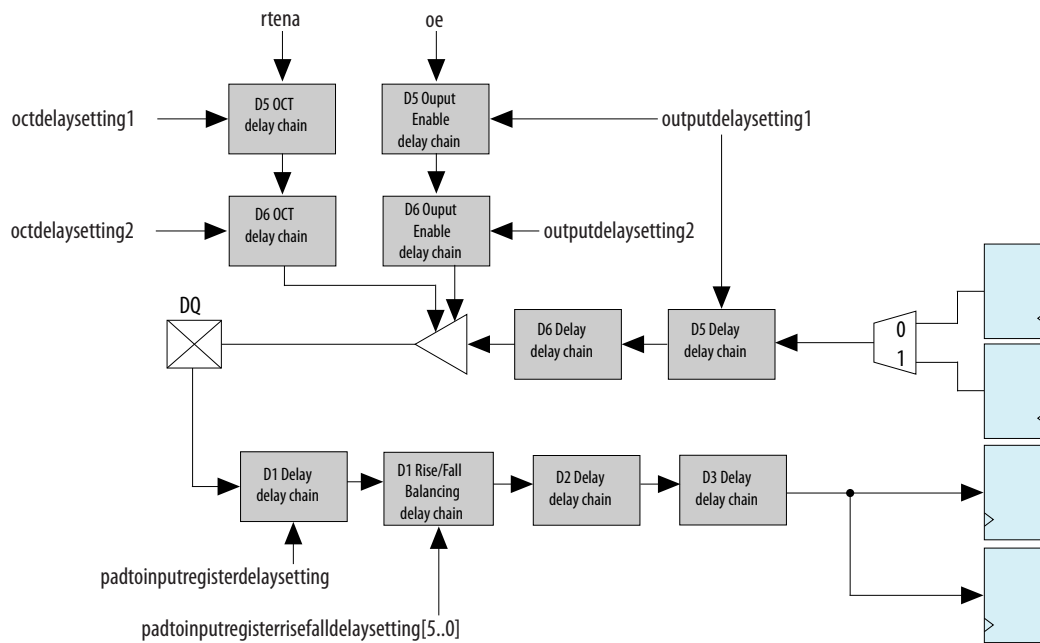 rtena
oe
D5 OCT
delay chain
D5 Ouput
Enable
delay chain
octdelaysetting1
outputdelaysetting1
D6 OCT
delay chain
D6 Ouput
Enable
delay chain
octdelaysetting2
outputdelaysetting2
DQ
D6 Delay
delay chain
D5 Delay
delay chain
0
1
D1 Delay
delay chain
D1 Rise/Fall
Balancing
delay chain
D2 Delay
delay chain
D3 Delay
delay chain
padtoinputregisterdelaysetting
padtoinputregisterrisefalldelaysetting[5..0]